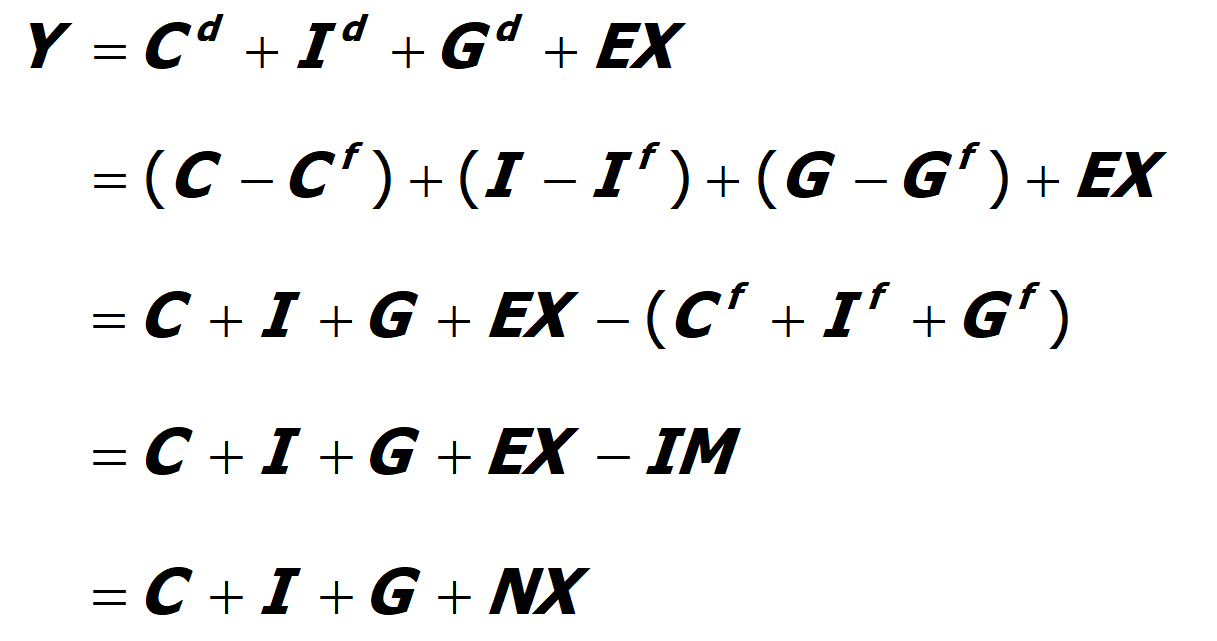 Y = C^d + I^d + G^d + EX
= (C − C^f) + (I − I^f) + (G − G^f) + EX
= C + I + G + EX − (C^f + I^f + G^f)
= C + I + G + EX − IM
= C + I + G + NX